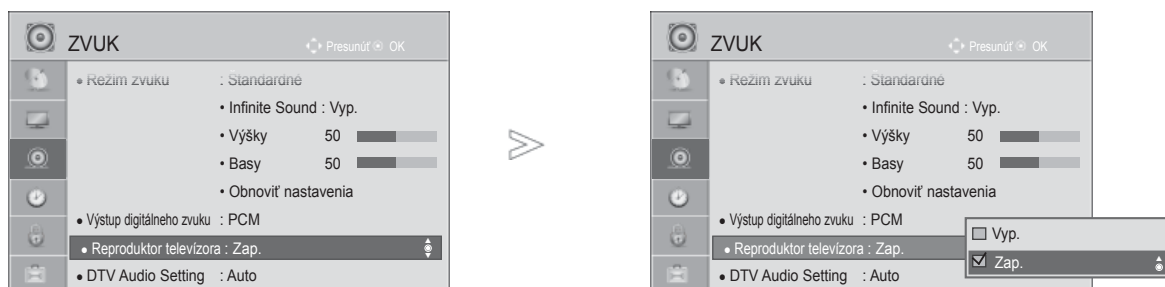 ZVUK
Presunúť OK
• Režim zvuku : Štandardné
• Infinite Sound : Vyp.
• Výšky 50
• Basy 50
• Obnoviť nastavenia
• Výstup digitálneho zvuku : PCM
• Reproduktor televízora : Zap.
• DTV Audio Setting : Auto
>
ZVUK
Presunúť OK
• Režim zvuku : Štandardné
• Infinite Sound : Vyp.
• Výšky 50
• Basy 50
• Obnoviť nastavenia
• Výstup digitálneho zvuku : PCM
• Reproduktor televízora : Zap.
• DTV Audio Setting : Auto
Vyp.
Zap.